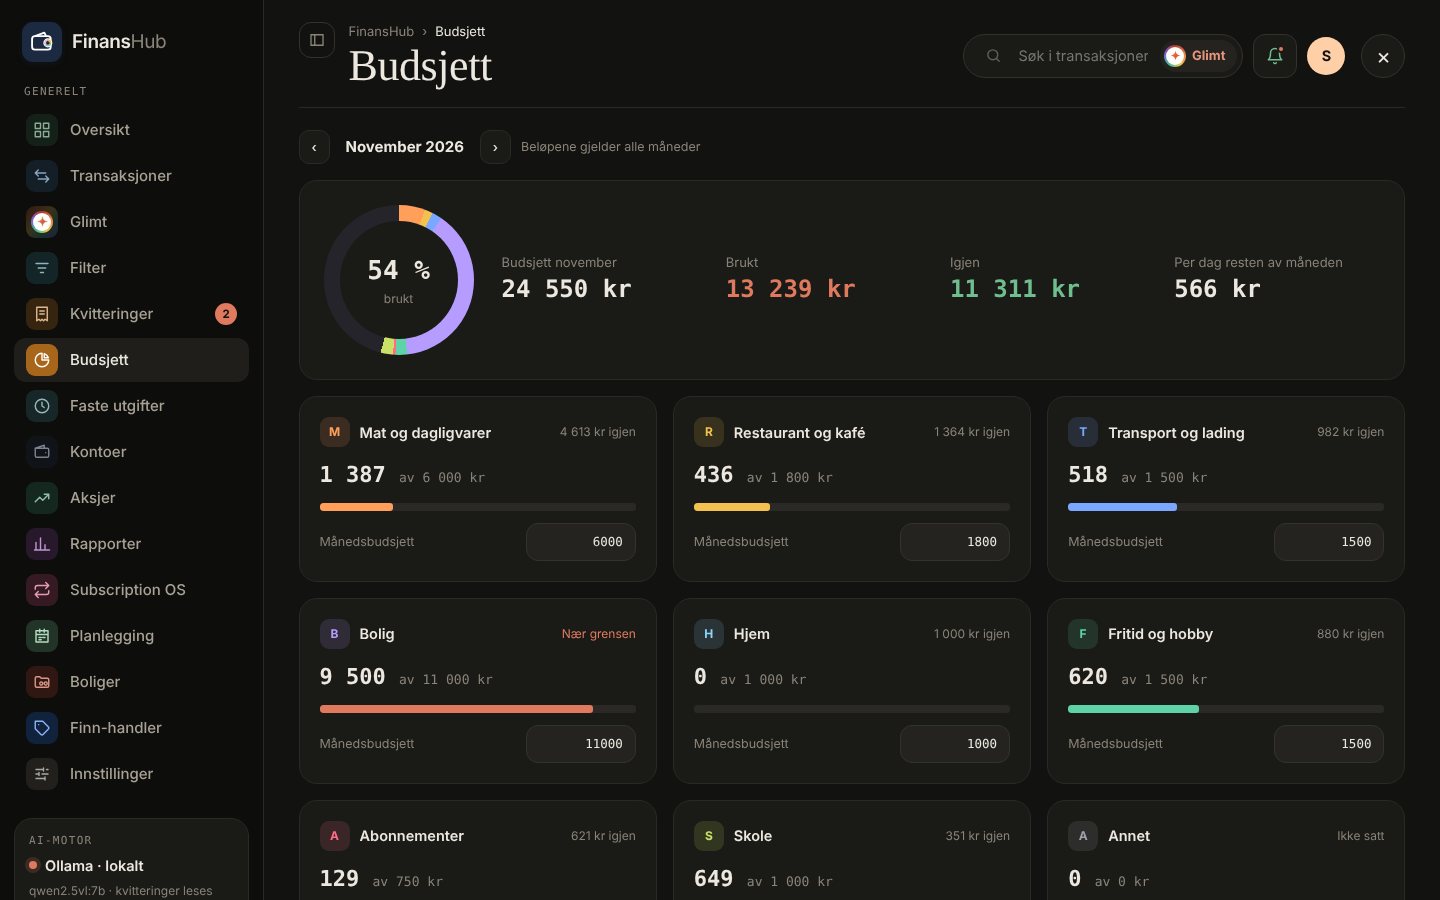 FinansHub
GENERELT
Oversikt
Transaksjoner
Glimt
Filter
Kvitteringer 2
Budsjett
Faste utgifter
Kontoer
Aksjer
Rapporter
Subscription OS
Planlegging
Boliger
Finn-handler
Innstillinger
AI-MOTOR
Ollama · lokalt
qwen2.5vl:7b · kvitteringer leses
FinansHub › Budsjett
Budsjett
Søk i transaksjoner Glimt S ×
‹ November 2026 › Beløpene gjelder alle måneder
54 %
brukt
Budsjett november
24 550 kr
Brukt
13 239 kr
Igjen
11 311 kr
Per dag resten av måneden
566 kr
M Mat og dagligvarer 4 613 kr igjen
1 387 av 6 000 kr
Månedsbudsjett 6000
R Restaurant og kafé 1 364 kr igjen
436 av 1 800 kr
Månedsbudsjett 1800
T Transport og lading 982 kr igjen
518 av 1 500 kr
Månedsbudsjett 1500
B Bolig Nær grensen
9 500 av 11 000 kr
Månedsbudsjett 11000
H Hjem 1 000 kr igjen
0 av 1 000 kr
Månedsbudsjett 1000
F Fritid og hobby 880 kr igjen
620 av 1 500 kr
Månedsbudsjett 1500
A Abonnementer 621 kr igjen
129 av 750 kr
S Skole 351 kr igjen
649 av 1 000 kr
A Annet Ikke satt
0 av 0 kr